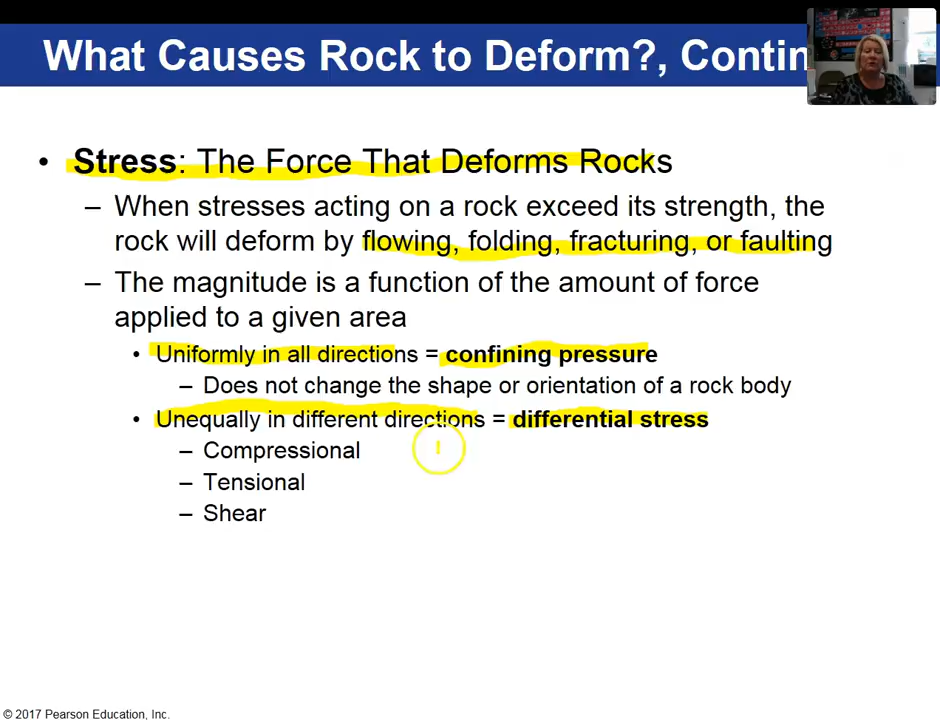 What Causes Rock to Deform?, Contin
• Stress: The Force That Deforms Rocks
– When stresses acting on a rock exceed its strength, the
rock will deform by flowing, folding, fracturing, or faulting
– The magnitude is a function of the amount of force
applied to a given area
• Uniformly in all directions = confining pressure
– Does not change the shape or orientation of a rock body
• Unequally in different directions = differential stress
– Compressional
– Tensional
– Shear
© 2017 Pearson Education, Inc.